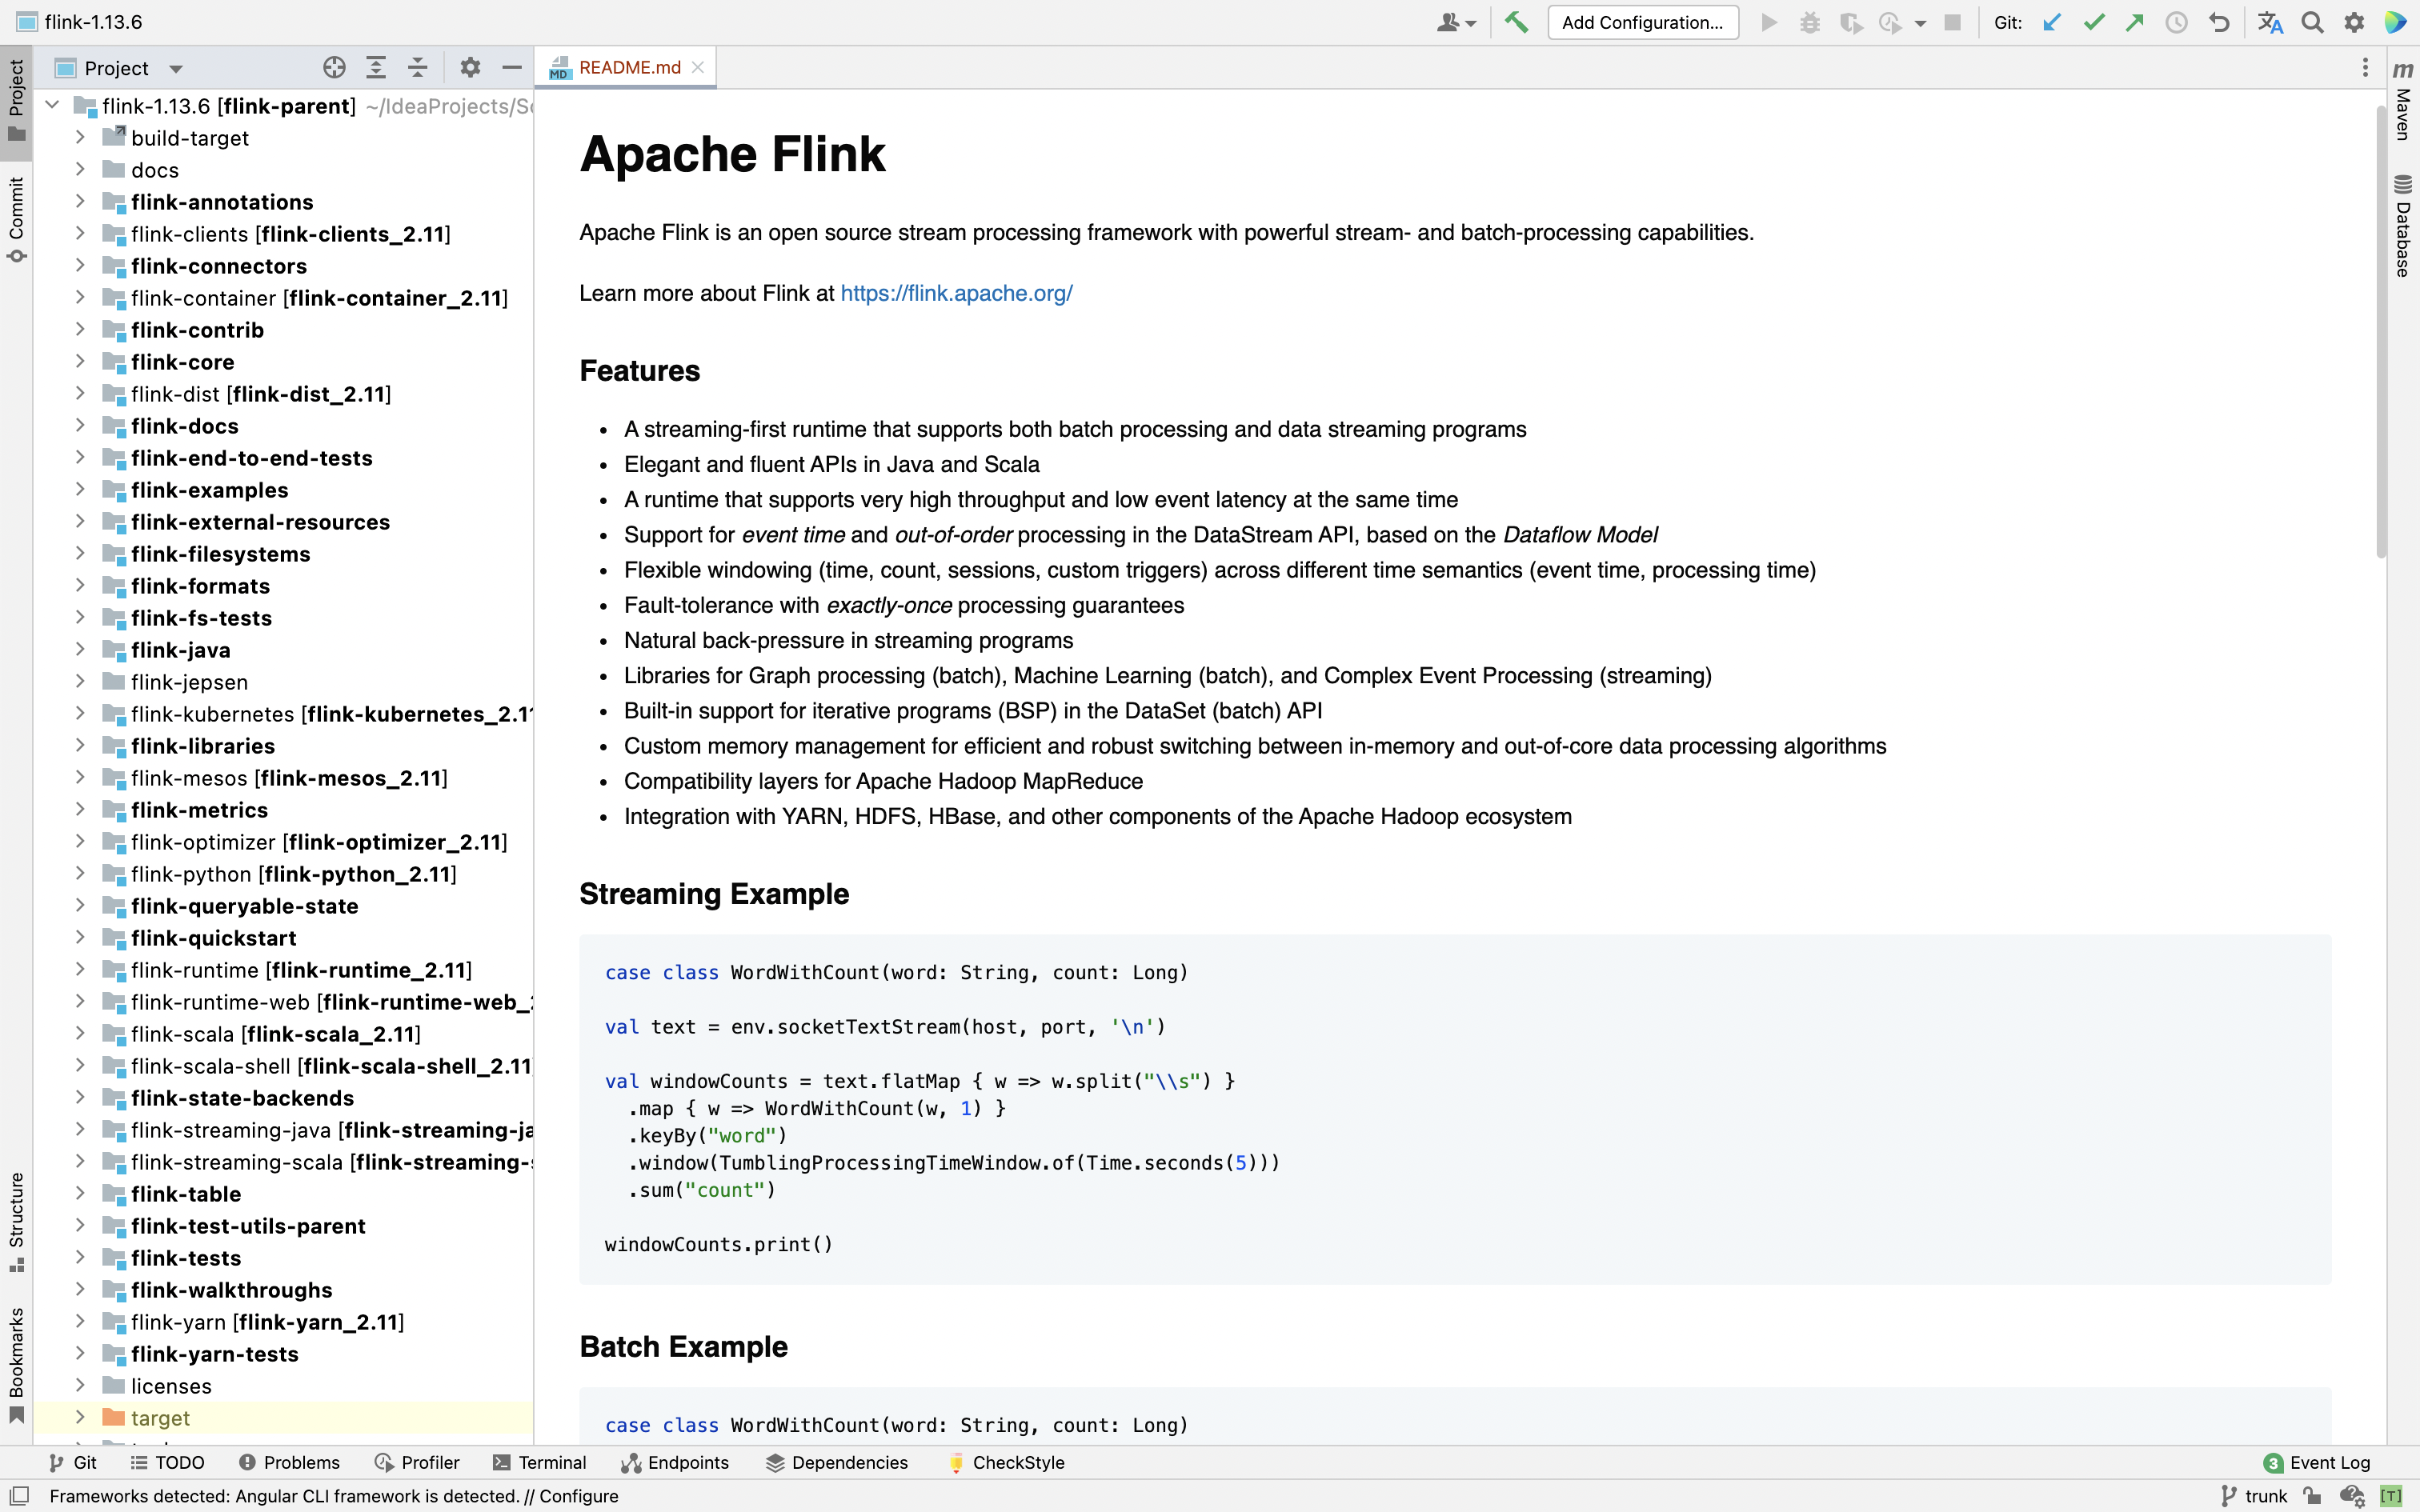 flink-1.13.6
Add Configuration...
Git:
Project
README.md
Project
Commit
Structure
Bookmarks
flink-1.13.6 [flink-parent] ~/IdeaProjects/S
build-target
docs
flink-annotations
flink-clients [flink-clients_2.11]
flink-connectors
flink-container [flink-container_2.11]
flink-contrib
flink-core
flink-dist [flink-dist_2.11]
flink-docs
flink-end-to-end-tests
flink-examples
flink-external-resources
flink-filesystems
flink-formats
flink-fs-tests
flink-java
flink-jepsen
flink-kubernetes [flink-kubernetes_2.1
flink-libraries
flink-mesos [flink-mesos_2.11]
flink-metrics
flink-optimizer [flink-optimizer_2.11]
flink-python [flink-python_2.11]
flink-queryable-state
flink-quickstart
flink-runtime [flink-runtime_2.11]
flink-runtime-web [flink-runtime-web_
flink-scala [flink-scala_2.11]
flink-scala-shell [flink-scala-shell_2.11
flink-state-backends
flink-streaming-java [flink-streaming-ja
flink-streaming-scala [flink-streaming-
flink-table
flink-test-utils-parent
flink-tests
flink-walkthroughs
flink-yarn [flink-yarn_2.11]
flink-yarn-tests
licenses
target
Apache Flink
Apache Flink is an open source stream processing framework with powerful stream- and batch-processing capabilities.
Learn more about Flink at https://flink.apache.org/
Features
• A streaming-first runtime that supports both batch processing and data streaming programs
• Elegant and fluent APIs in Java and Scala
• A runtime that supports very high throughput and low event latency at the same time
• Support for event time and out-of-order processing in the DataStream API, based on the Dataflow Model
• Flexible windowing (time, count, sessions, custom triggers) across different time semantics (event time, processing time)
• Fault-tolerance with exactly-once processing guarantees
• Natural back-pressure in streaming programs
• Libraries for Graph processing (batch), Machine Learning (batch), and Complex Event Processing (streaming)
• Built-in support for iterative programs (BSP) in the DataSet (batch) API
• Custom memory management for efficient and robust switching between in-memory and out-of-core data processing algorithms
• Compatibility layers for Apache Hadoop MapReduce
• Integration with YARN, HDFS, HBase, and other components of the Apache Hadoop ecosystem
Streaming Example
case class WordWithCount(word: String, count: Long)
val text = env.socketTextStream(host, port, '\n')
val windowCounts = text.flatMap { w => w.split("\\s") }
.map { w => WordWithCount(w, 1) }
.keyBy("word")
.window(TumblingProcessingTimeWindow.of(Time.seconds(5)))
.sum("count")
windowCounts.print()
Batch Example
case class WordWithCount(word: String, count: Long)
m
Maven
Database
Git
TODO
Problems
Profiler
Terminal
Endpoints
Dependencies
CheckStyle
3 Event Log
Frameworks detected: Angular CLI framework is detected. // Configure
trunk
[T]